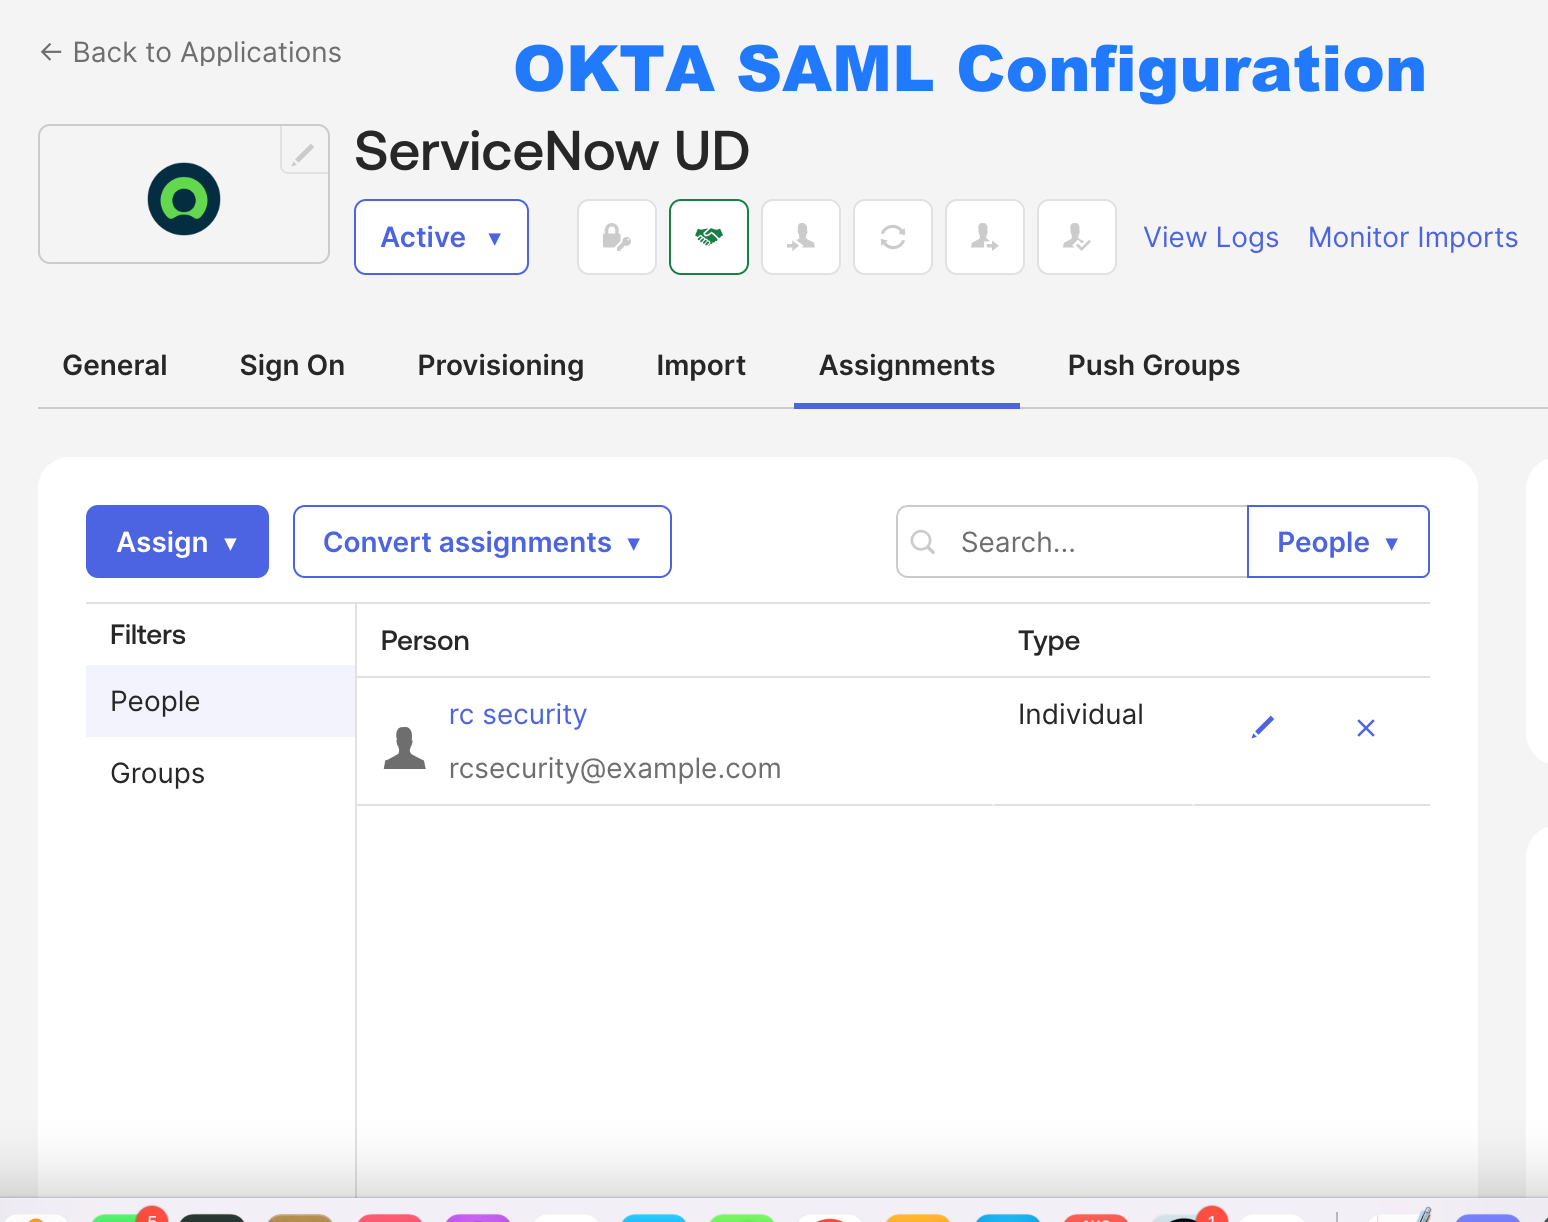 ← Back to Applications
OKTA SAML Configuration
ServiceNow UD
Active ▼
View Logs
Monitor Imports
General
Sign On
Provisioning
Import
Assignments
Push Groups
Assign ▼
Convert assignments ▼
Search...
People ▼
Filters
Person
Type
People
rc security
Individual
rcsecurity@example.com
Groups
1